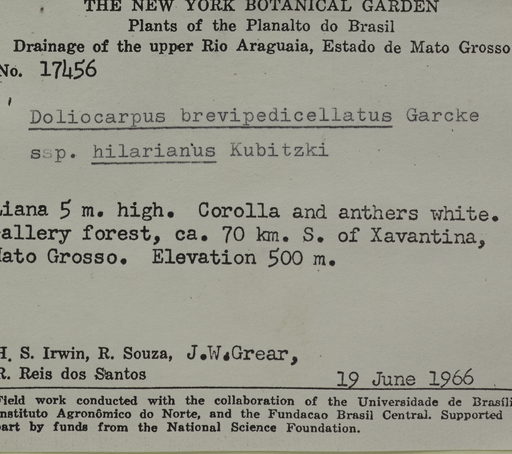 THE NEW YORK BOTANICAL GARDEN
Plants of the Planalto do Brasil
Drainage of the upper Rio Araguaia, Estado de Mato Grosso
No. 17456
Doliocarpus brevipedicellatus Garcke
ssp. hilarianus Kubitzki
Liana 5 m. high. Corolla and anthers white.
Gallery forest, ca. 70 km. S. of Xavantina,
Mato Grosso. Elevation 500 m.
H. S. Irwin, R. Souza, J.W.Grear,
R. Reis dos Santos
19 June 1966
Field work conducted with the collaboration of the Universidade de Brasíli
Instituto Agronômico do Norte, and the Fundacao Brasil Central. Supported
part by funds from the National Science Foundation.